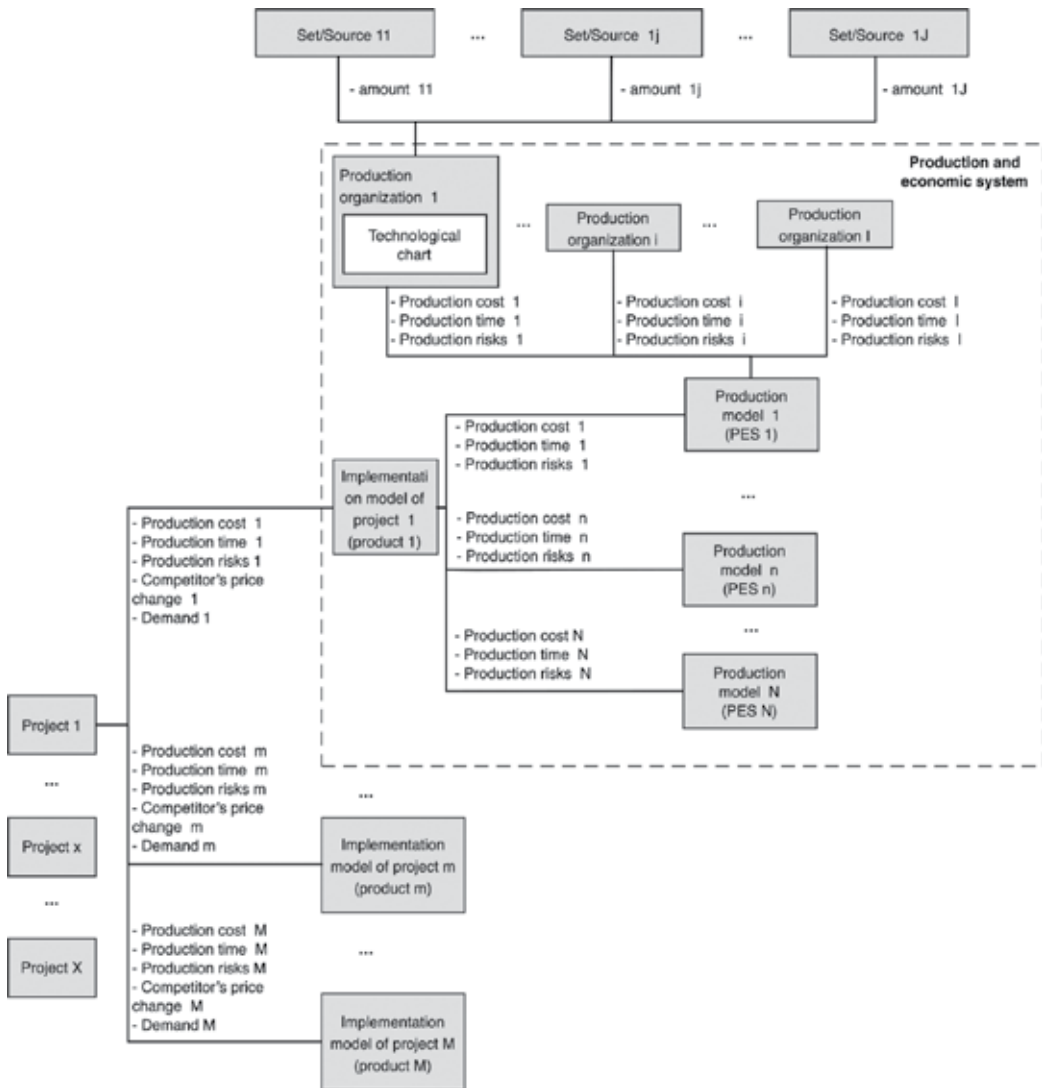 Set/Source 11
...
Set/Source 1j
...
Set/Source 1J
- amount 11
- amount 1j
- amount 1J
Production and
economic system
Production
organization 1
Technological
chart
...
Production
organization i
...
Production
organization I
- Production cost 1
- Production time 1
- Production risks 1
- Production cost i
- Production time i
- Production risks i
- Production cost I
- Production time I
- Production risks I
Production
model 1
(PES 1)
- Production cost 1
- Production time 1
- Production risks 1
...
Implementati
on model of
project 1
(product 1)
- Production cost n
- Production time n
- Production risks n
Production
model n
(PES n)
...
- Production cost N
- Production time N
- Production risks N
Production
model N
(PES N)
- Production cost 1
- Production time 1
- Production risks 1
- Competitor's price
change 1
- Demand 1
Project 1
...
Project x
...
Project X
- Production cost m
- Production time m
- Production risks m
- Competitor's price
change m
- Demand m
...
Implementation
model of project m
(product m)
...
- Production cost M
- Production time M
- Production risks M
- Competitor's price
change M
- Demand M
Implementation
model of project M
(product M)